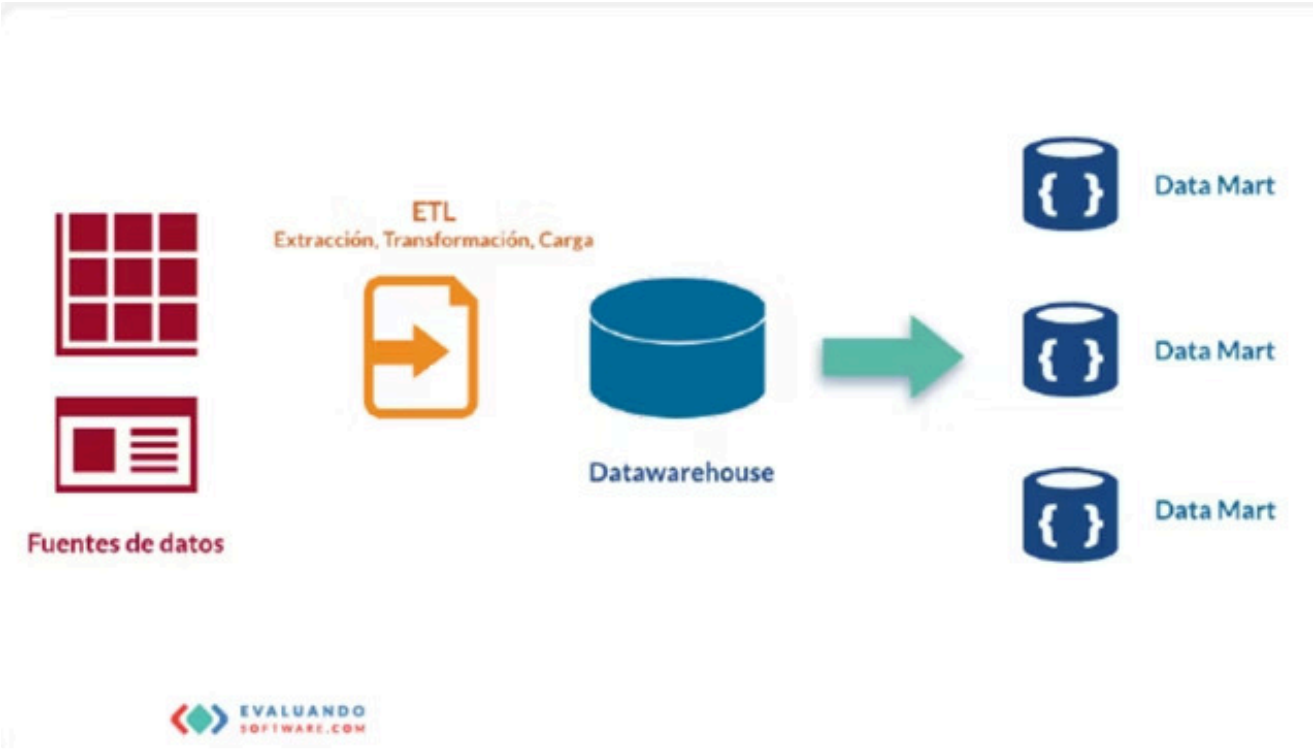 ETL
Extracción, Transformación, Carga
Fuentes de datos
Datawarehouse
Data Mart
Data Mart
Data Mart
EVALUANDO
SOFTWARE.COM